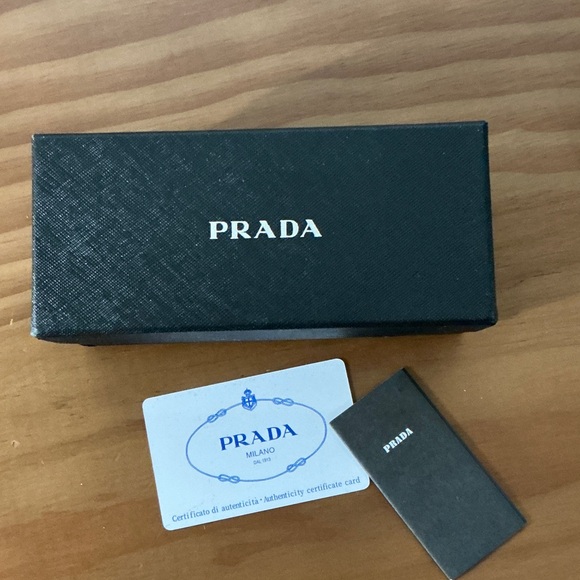 PRADA
PRADA
MILANO
DAL 1913
Certificato di autenticità · Authenticity certificate card
PRADA